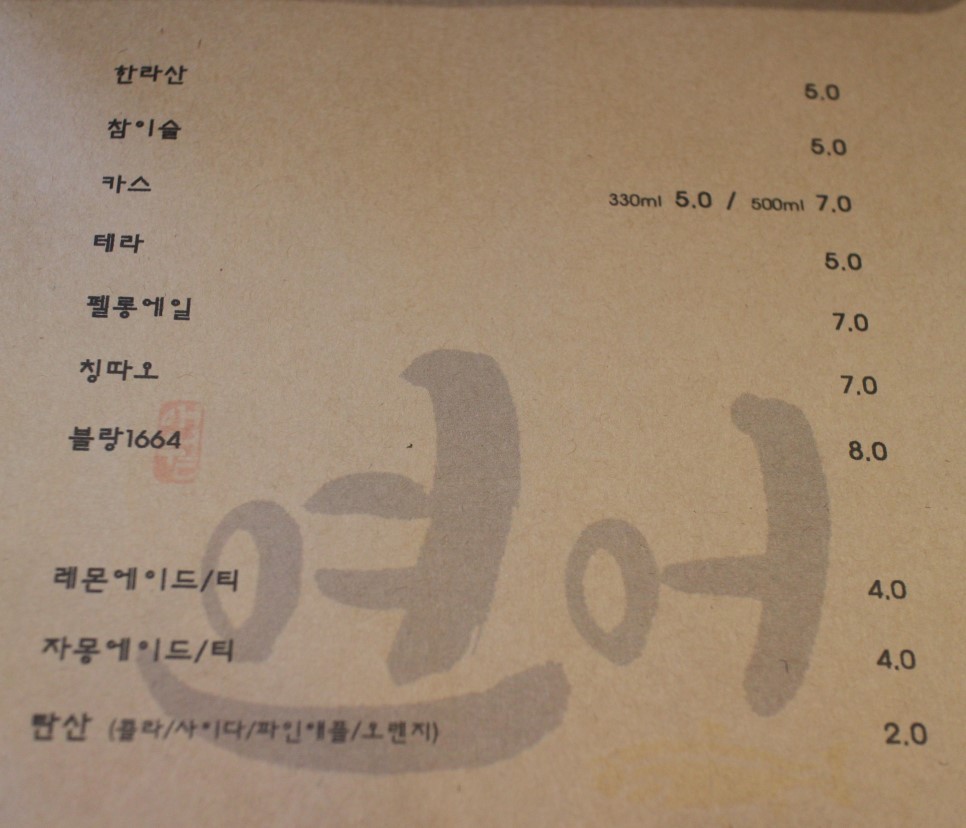 한라산 5.0
참이슬 5.0
카스 330ml 5.0 / 500ml 7.0
테라 5.0
펠롱에일 7.0
칭따오 7.0
블랑1664 8.0
연어
레몬에이드/티 4.0
자몽에이드/티 4.0
탄산 (콜라/사이다/파인애플/오렌지) 2.0